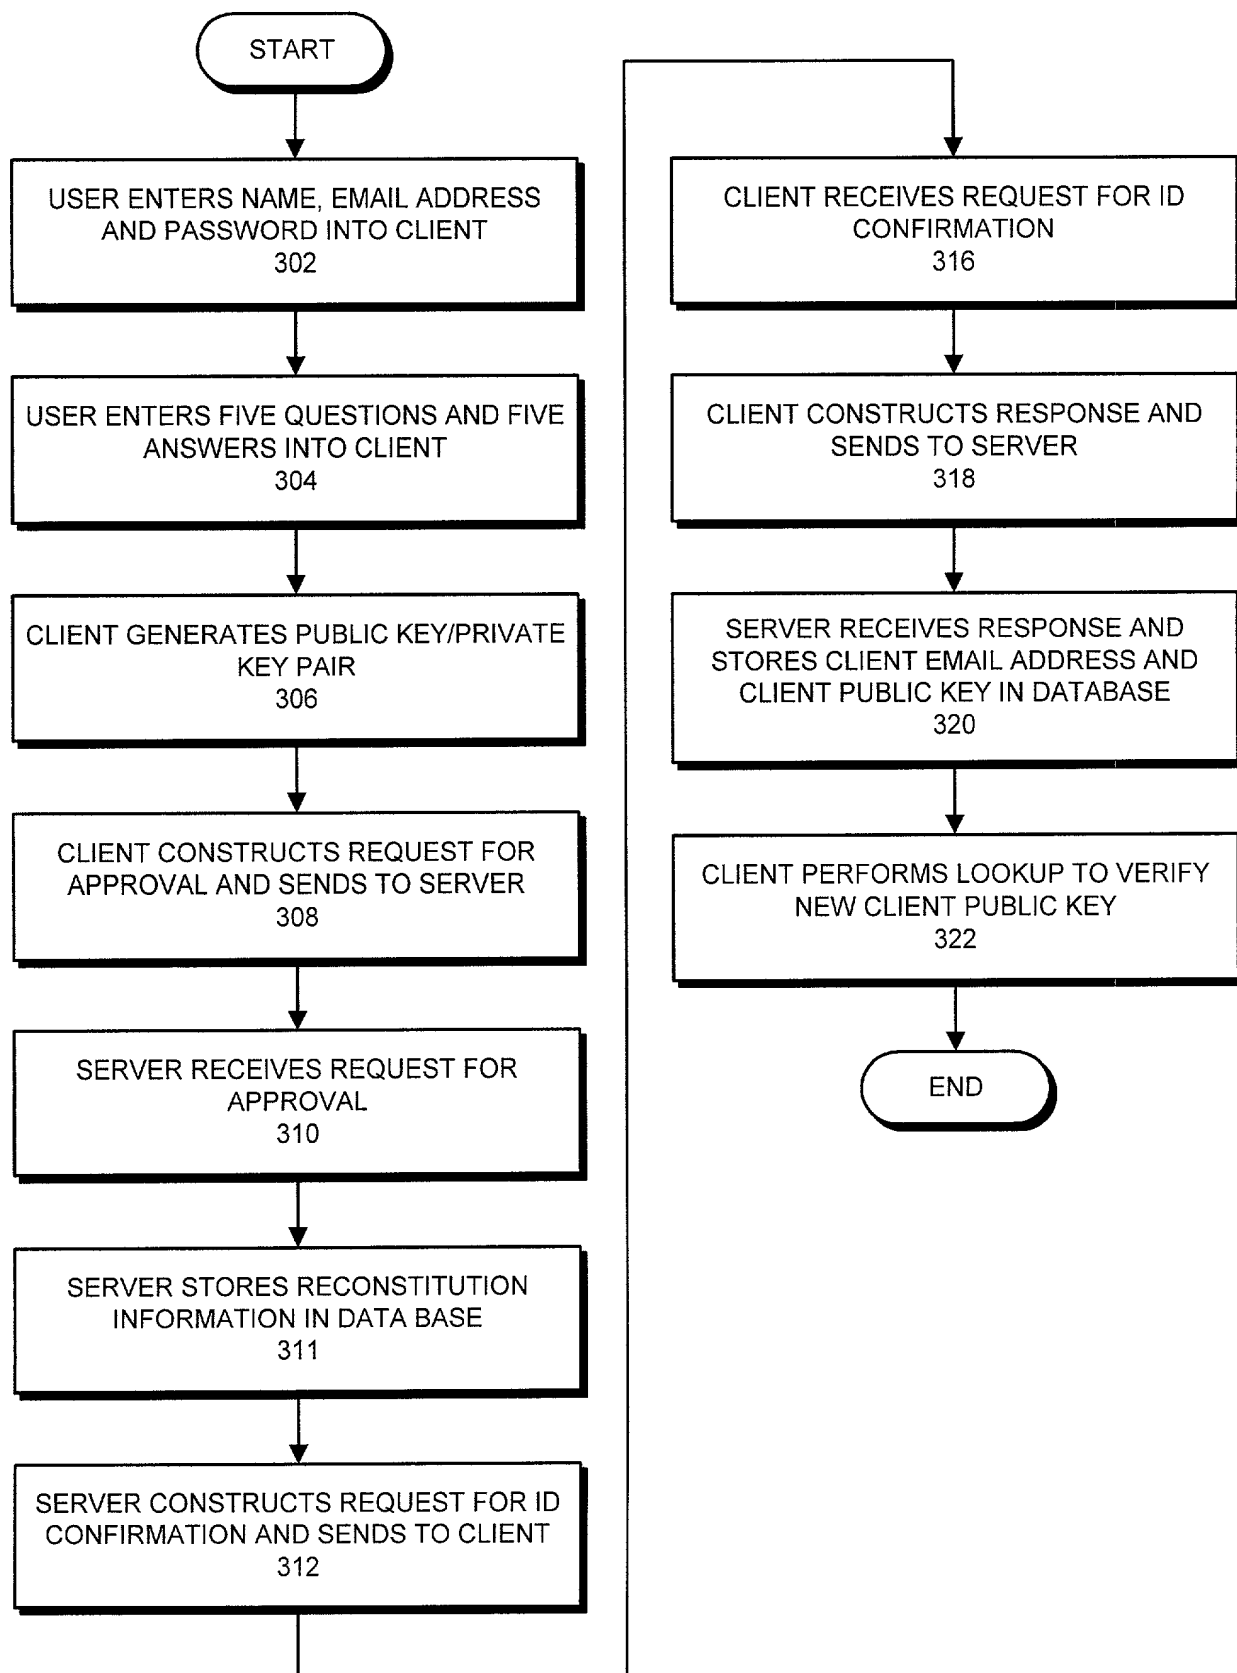 START
USER ENTERS NAME, EMAIL ADDRESS
AND PASSWORD INTO CLIENT
302
USER ENTERS FIVE QUESTIONS AND FIVE
ANSWERS INTO CLIENT
304
CLIENT GENERATES PUBLIC KEY/PRIVATE
KEY PAIR
306
CLIENT CONSTRUCTS REQUEST FOR
APPROVAL AND SENDS TO SERVER
308
SERVER RECEIVES REQUEST FOR
APPROVAL
310
SERVER STORES RECONSTITUTION
INFORMATION IN DATA BASE
311
SERVER CONSTRUCTS REQUEST FOR ID
CONFIRMATION AND SENDS TO CLIENT
312
CLIENT RECEIVES REQUEST FOR ID
CONFIRMATION
316
CLIENT CONSTRUCTS RESPONSE AND
SENDS TO SERVER
318
SERVER RECEIVES RESPONSE AND
STORES CLIENT EMAIL ADDRESS AND
CLIENT PUBLIC KEY IN DATABASE
320
CLIENT PERFORMS LOOKUP TO VERIFY
NEW CLIENT PUBLIC KEY
322
END